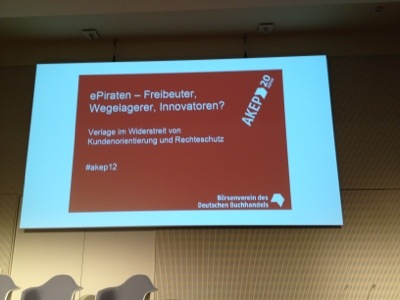 ePiraten – Freibeuter,
Wegelagerer, Innovatoren?
AKEP 20
Verlage im Widerstreit von
Kundenorientierung und Rechteschutz
#akep12
Börsenverein des
Deutschen Buchhandels